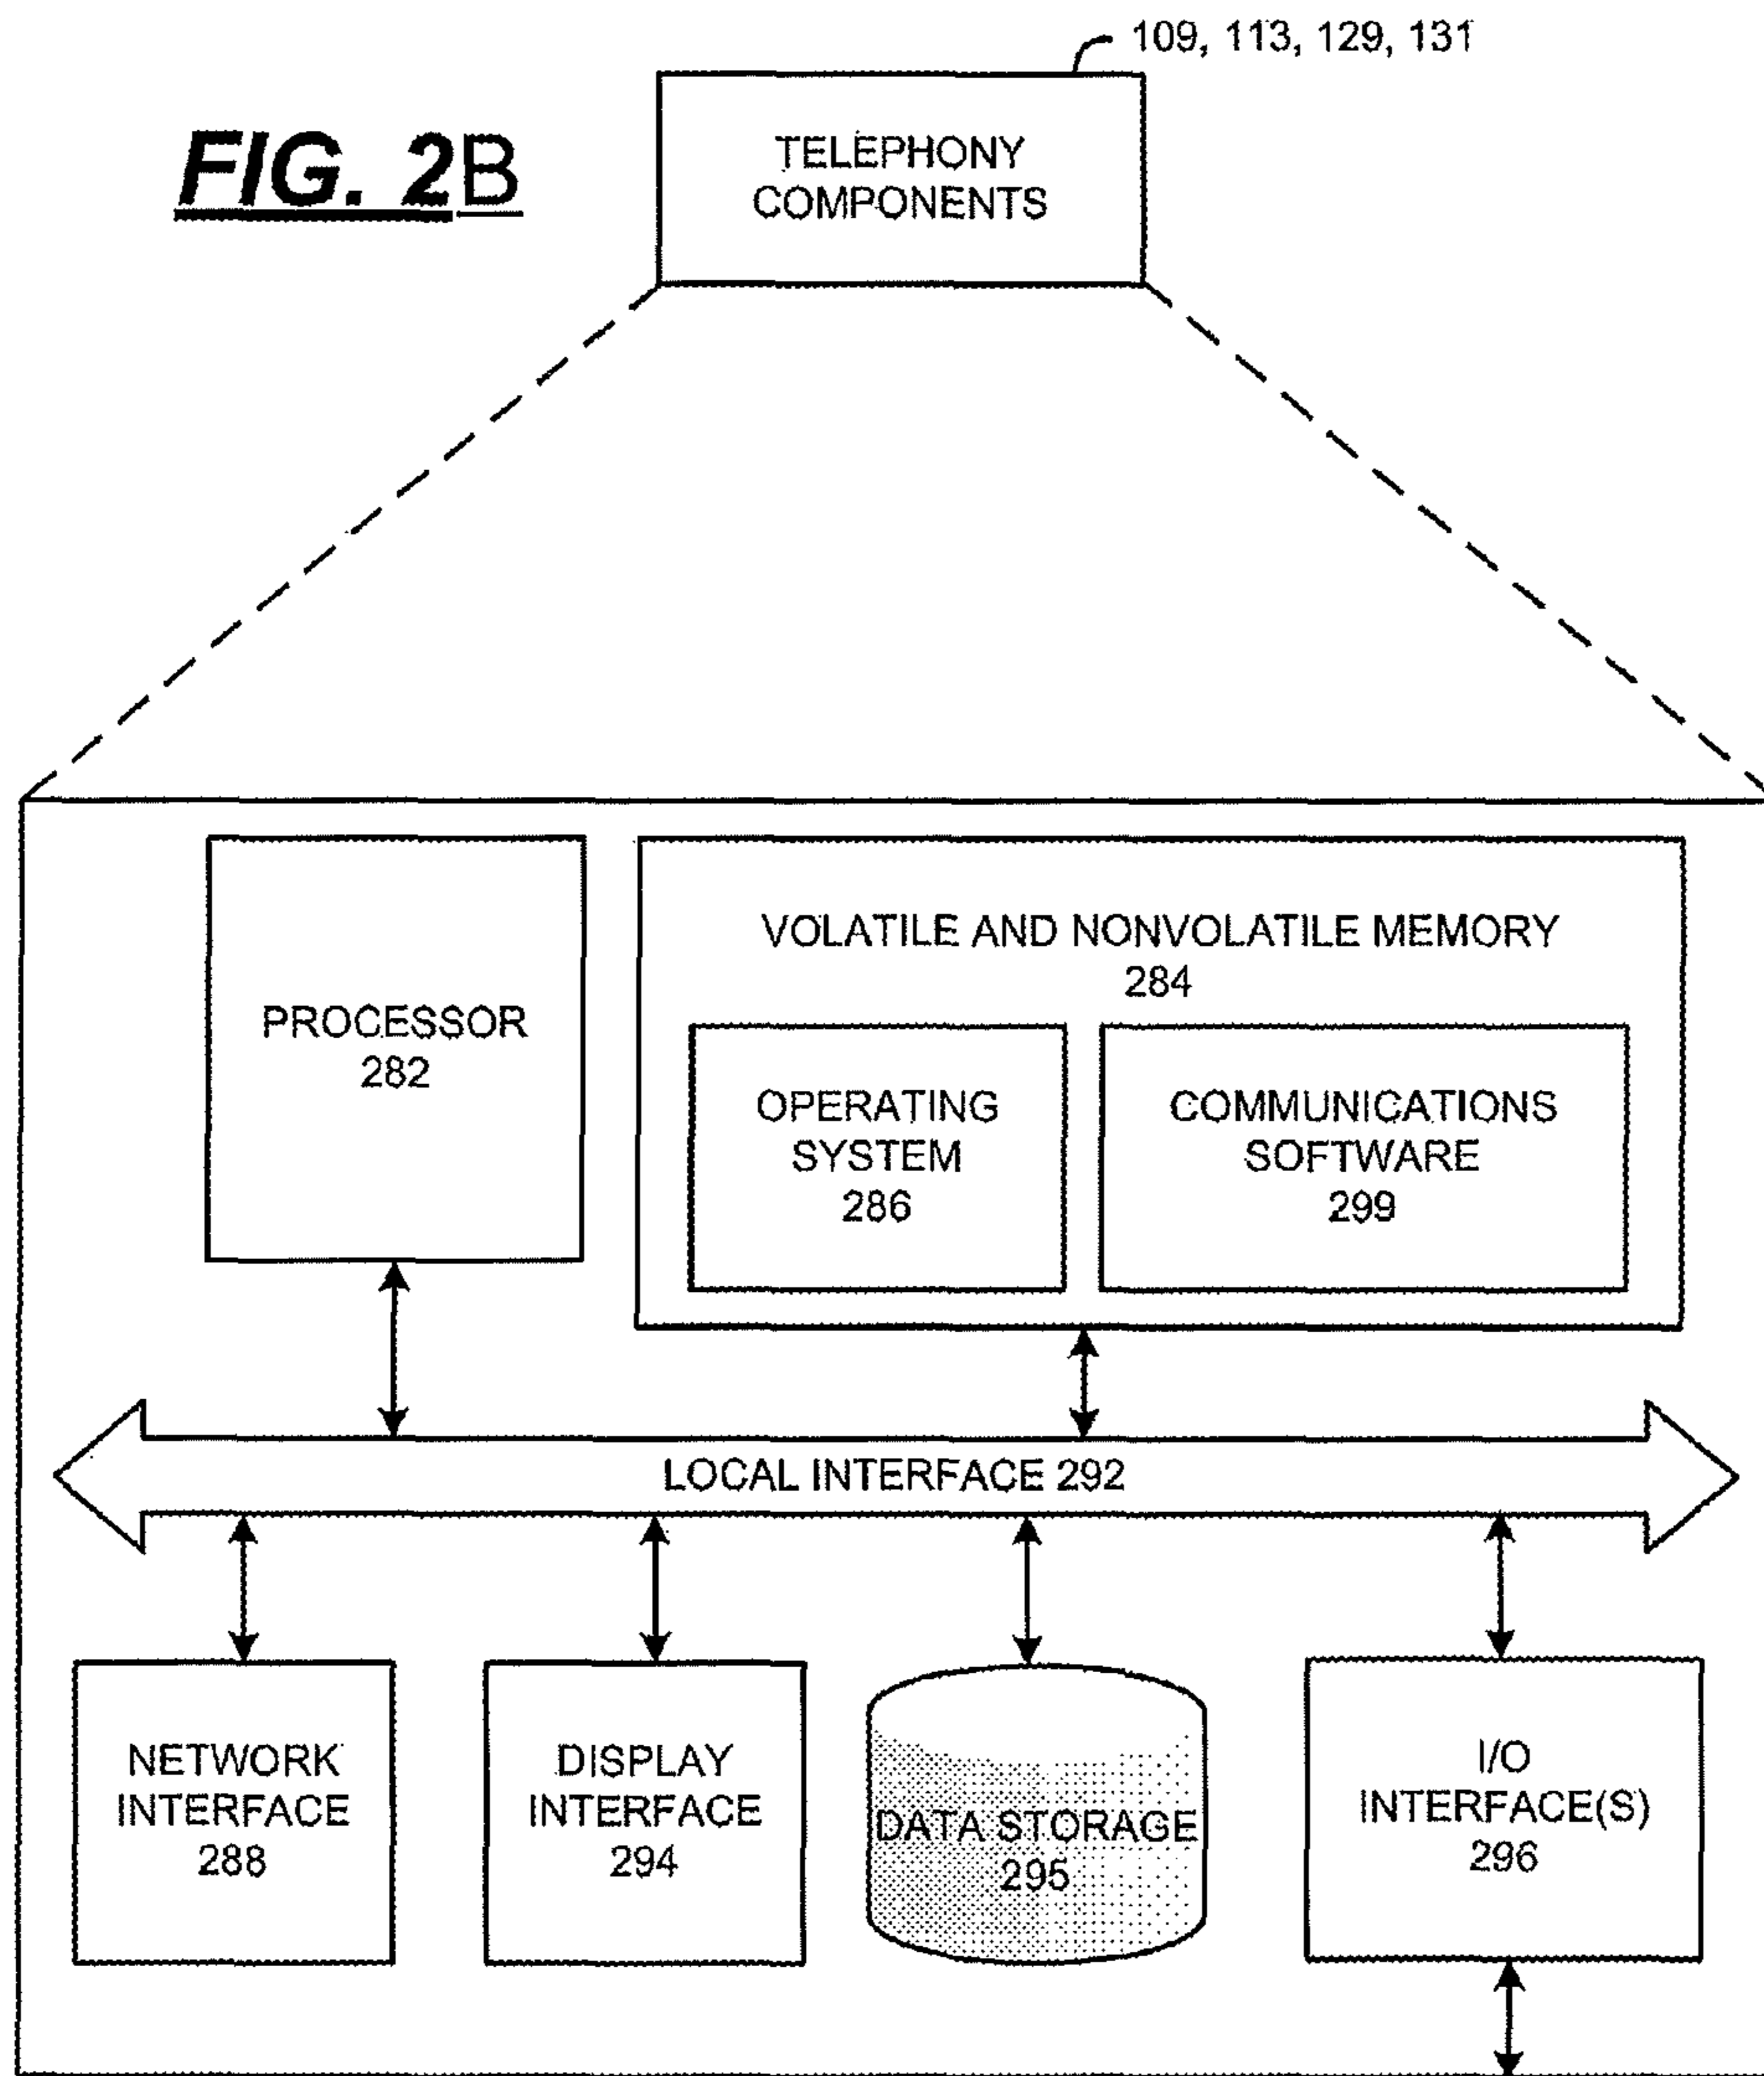 109, 113, 129, 131
FIG. 2B
TELEPHONY
COMPONENTS
PROCESSOR
282
VOLATILE AND NONVOLATILE MEMORY
284
OPERATING
SYSTEM
286
COMMUNICATIONS
SOFTWARE
299
LOCAL INTERFACE 292
NETWORK
INTERFACE
288
DISPLAY
INTERFACE
294
DATA STORAGE
295
I/O
INTERFACE(S)
296